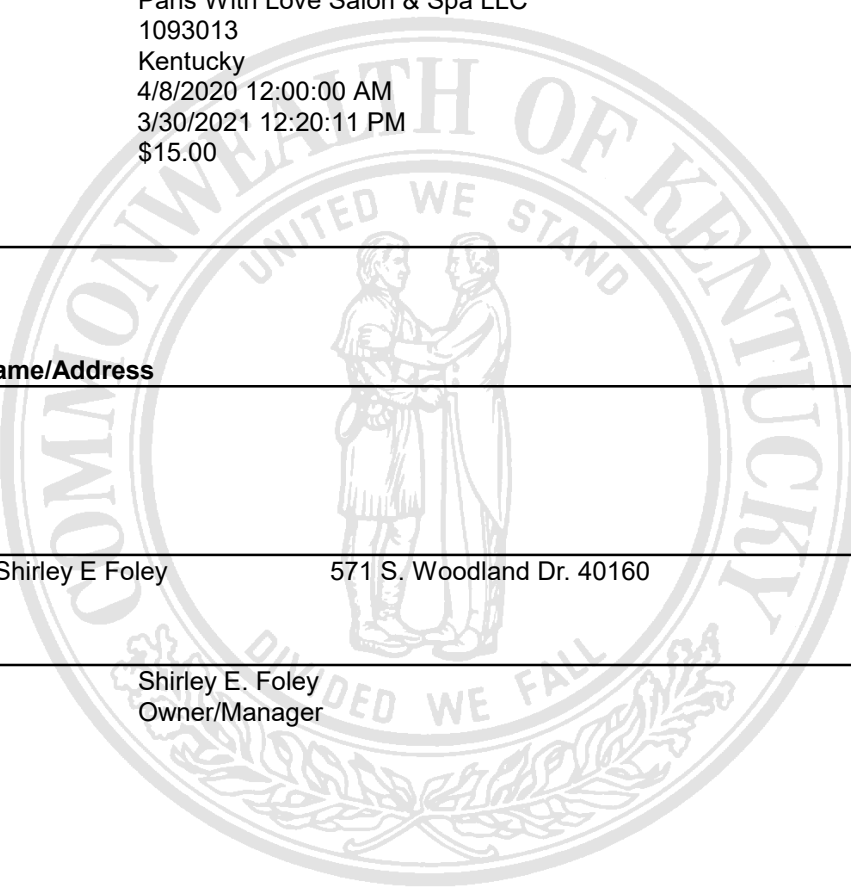 Paris With Love Salon & Spa LLC
1093013
Kentucky
4/8/2020 12:00:00 AM
3/30/2021 12:20:11 PM
$15.00
COMMONWEALTH OF KENTUCKY
UNITED WE STAND
ame/Address
Shirley E Foley 571 S. Woodland Dr. 40160
Shirley E. Foley
Owner/Manager
DIVIDED WE FALL